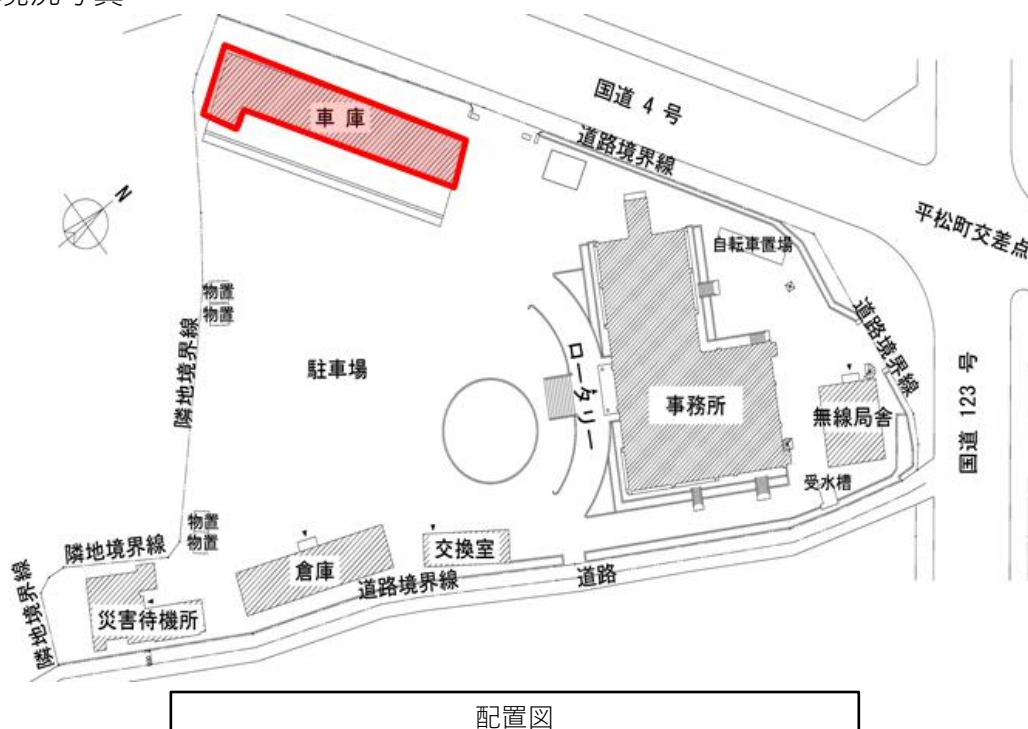 現況写真
国道 4 号
車 庫
道路境界線
N
平松町交差点
自転車置場
物置
物置
道路境界線
隣地境界線
駐車場
ロータリー
事務所
無線局舎
国道 123 号
受水槽
物置
物置
隣地境界線
交換室
倉庫
道路境界線
道路
隣地境界線
災害待機所
配置図